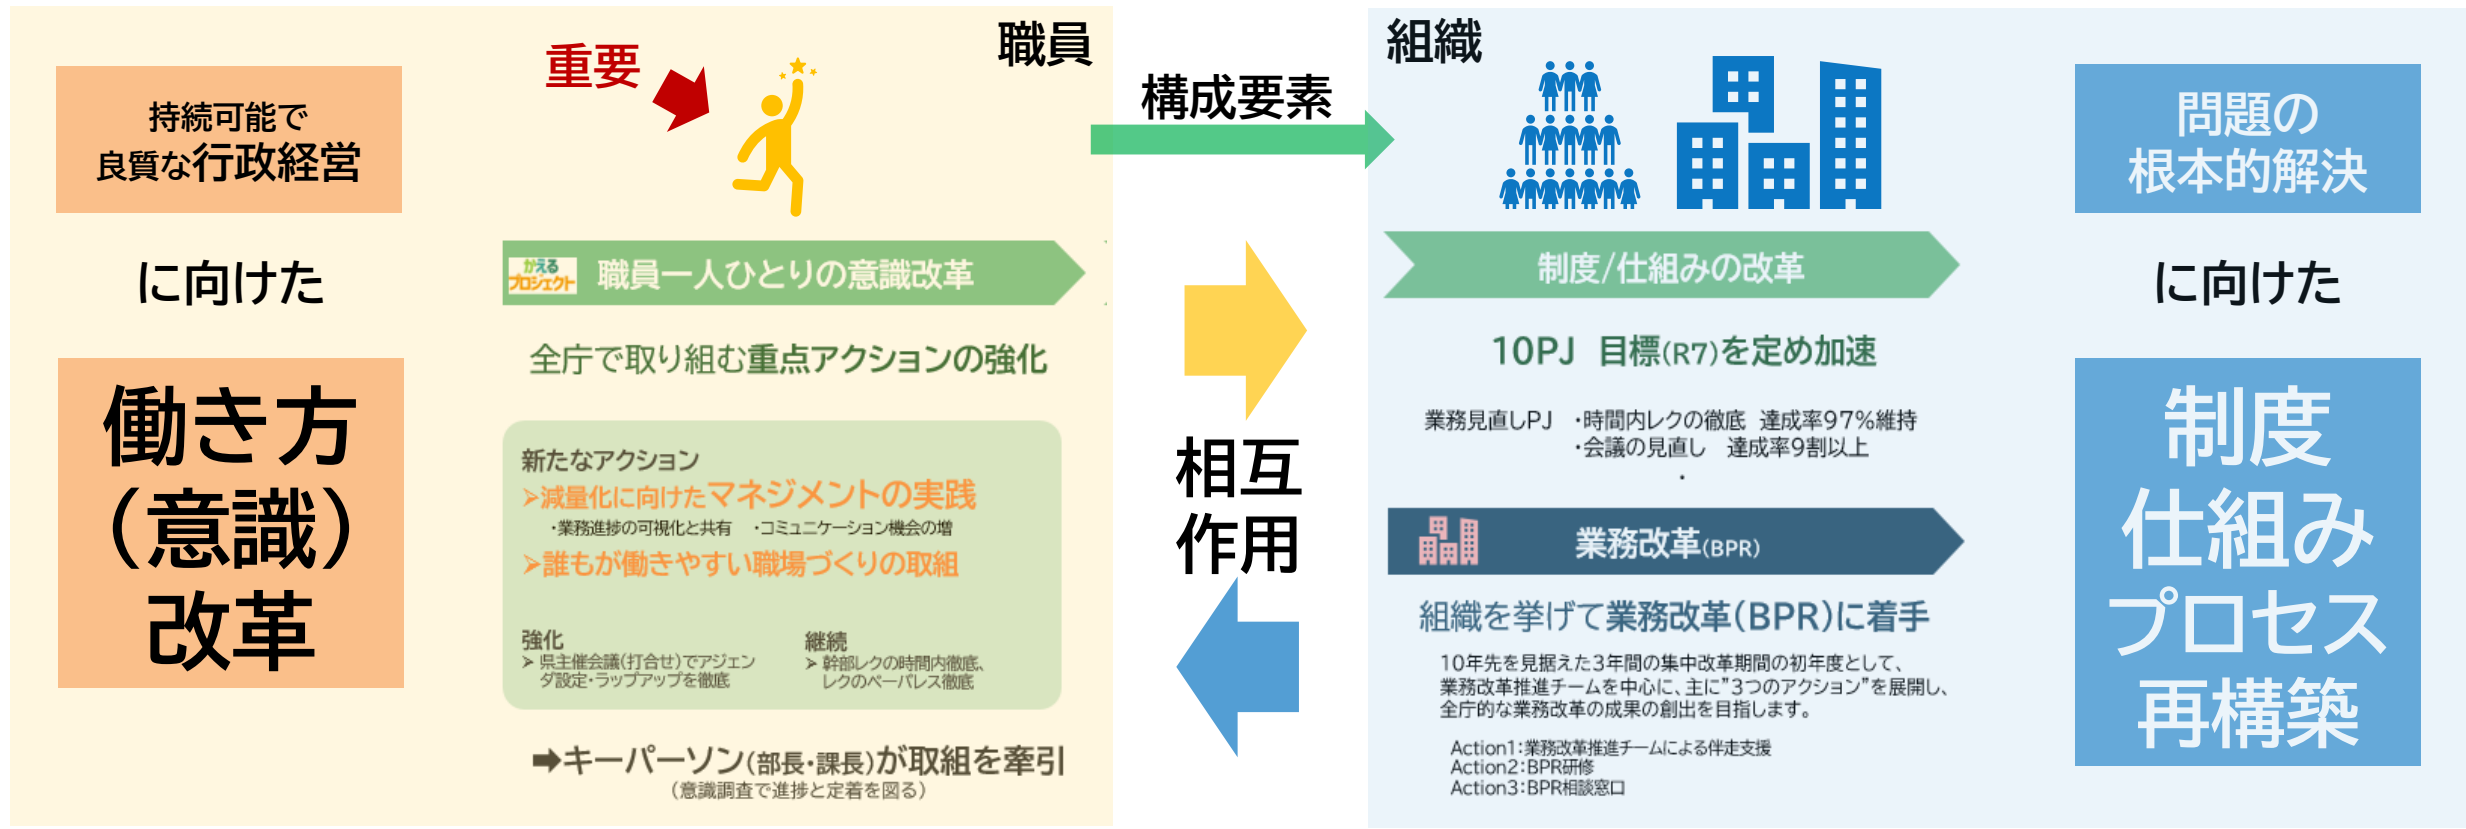 持続可能で
良質な行政経営
に向けた
働き方
（意識）
改革
重要
職員
かえる
プロジェクト
職員一人ひとりの意識改革
全庁で取り組む重点アクションの強化
新たなアクション
➢減量化に向けたマネジメントの実践
・業務進捗の可視化と共有　・コミュニケーション機会の増
➢誰もが働きやすい職場づくりの取組
強化
➢ 県主催会議(打合せ)でアジェン
ダ設定・ラップアップを徹底
継続
➢ 幹部レクの時間内徹底、
レクのペーパレス徹底
➡キーパーソン(部長・課長)が取組を牽引
（意識調査で進捗と定着を図る）
構成要素
相互
作用
組織
制度/仕組みの改革
10PJ　目標(R7)を定め加速
業務見直しPJ　・時間内レクの徹底　達成率97%維持
・会議の見直し　達成率9割以上
・
業務改革(BPR)
組織を挙げて業務改革(BPR)に着手
10年先を見据えた3年間の集中改革期間の初年度として、
業務改革推進チームを中心に、主に"3つのアクション"を展開し、
全庁的な業務改革の成果の創出を目指します。
Action1：業務改革推進チームによる伴走支援
Action2：BPR研修
Action3：BPR相談窓口
問題の
根本的解決
に向けた
制度
仕組み
プロセス
再構築